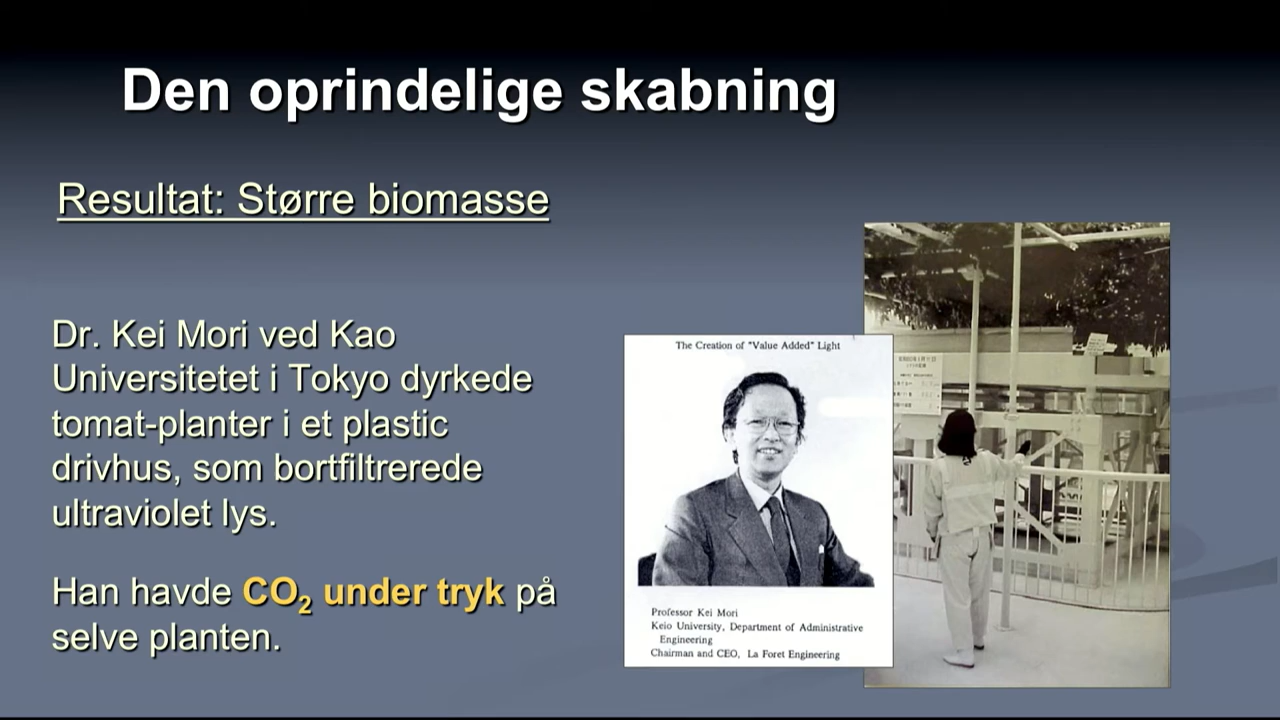 Den oprindelige skabning
Resultat: Større biomasse
Dr. Kei Mori ved Kao
Universitetet i Tokyo dyrkede
tomat-planter i et plastic
drivhus, som bortfiltrerede
ultraviolet lys.
Han havde CO₂ under tryk på
selve planten.
The Creation of "Value Added" Light
Professor Kei Mori
Keio University, Department of Administrative
Engineering
Chairman and CEO, La Foret Engineering